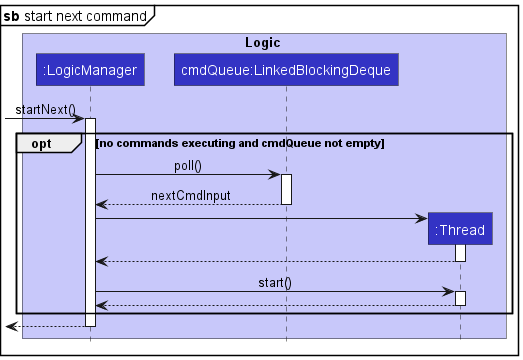 sb start next command
Logic
:LogicManager
cmdQueue:LinkedBlockingDeque
startNext()
opt
[no commands executing and cmdQueue not empty]
poll()
nextCmdInput
:Thread
start()